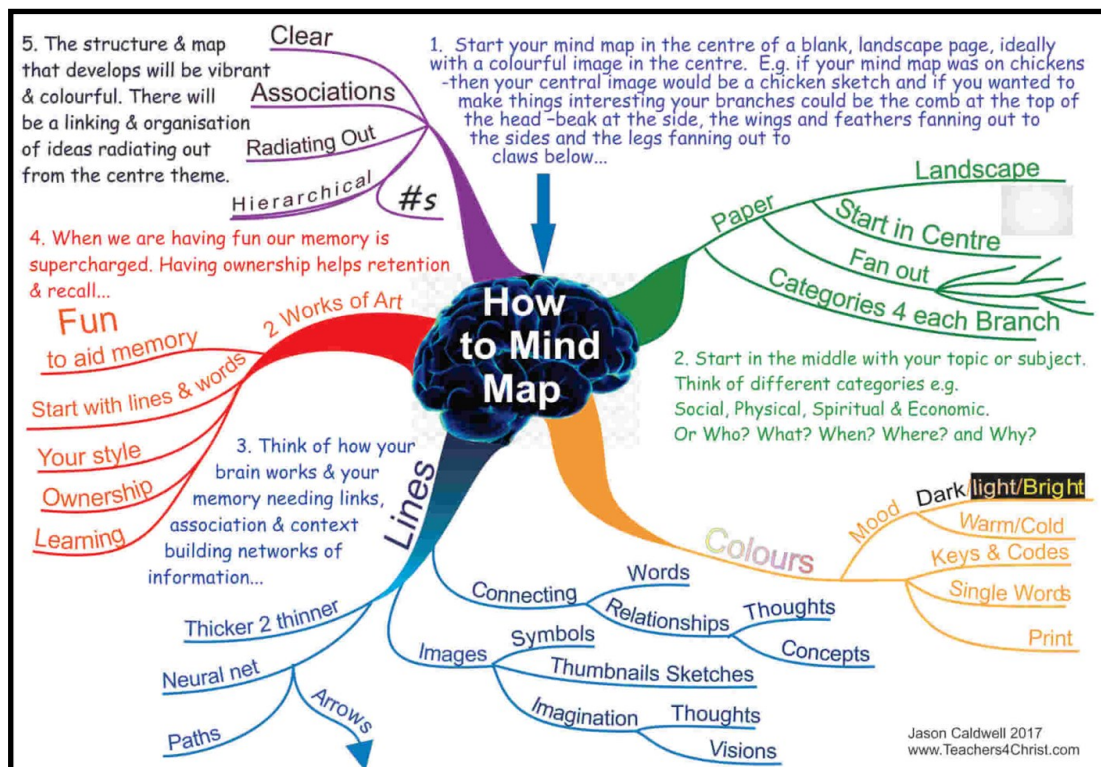 How
to Mind
Map
1. Start your mind map in the centre of a blank, landscape page, ideally
with a colourful image in the centre. E.g. if your mind map was on chickens
-then your central image would be a chicken sketch and if you wanted to
make things interesting your branches could be the comb at the top of
the head -beak at the side, the wings and feathers fanning out to
the sides and the legs fanning out to
claws below...
Paper
Landscape
Start in Centre
Fan out
Categories 4 each Branch
2. Start in the middle with your topic or subject.
Think of different categories e.g.
Social, Physical, Spiritual & Economic.
Or Who? What? When? Where? and Why?
Colours
Mood
Dark/light/Bright
Warm/Cold
Keys & Codes
Single Words
Print
Lines
Connecting
Words
Relationships
Thoughts
Concepts
Images
Symbols
Thumbnails Sketches
Imagination
Thoughts
Visions
Thicker 2 thinner
Neural net
Arrows
Paths
3. Think of how your
brain works & your
memory needing links,
association & context
building networks of
information...
2 Works of Art
Fun
to aid memory
Start with lines & words
Your style
Ownership
Learning
4. When we are having fun our memory is
supercharged. Having ownership helps retention
& recall...
Clear
Associations
Radiating Out
Hierarchical
#s
5. The structure & map
that develops will be vibrant
& colourful. There will
be a linking & organisation
of ideas radiating out
from the centre theme.
Jason Caldwell 2017
www.Teachers4Christ.com